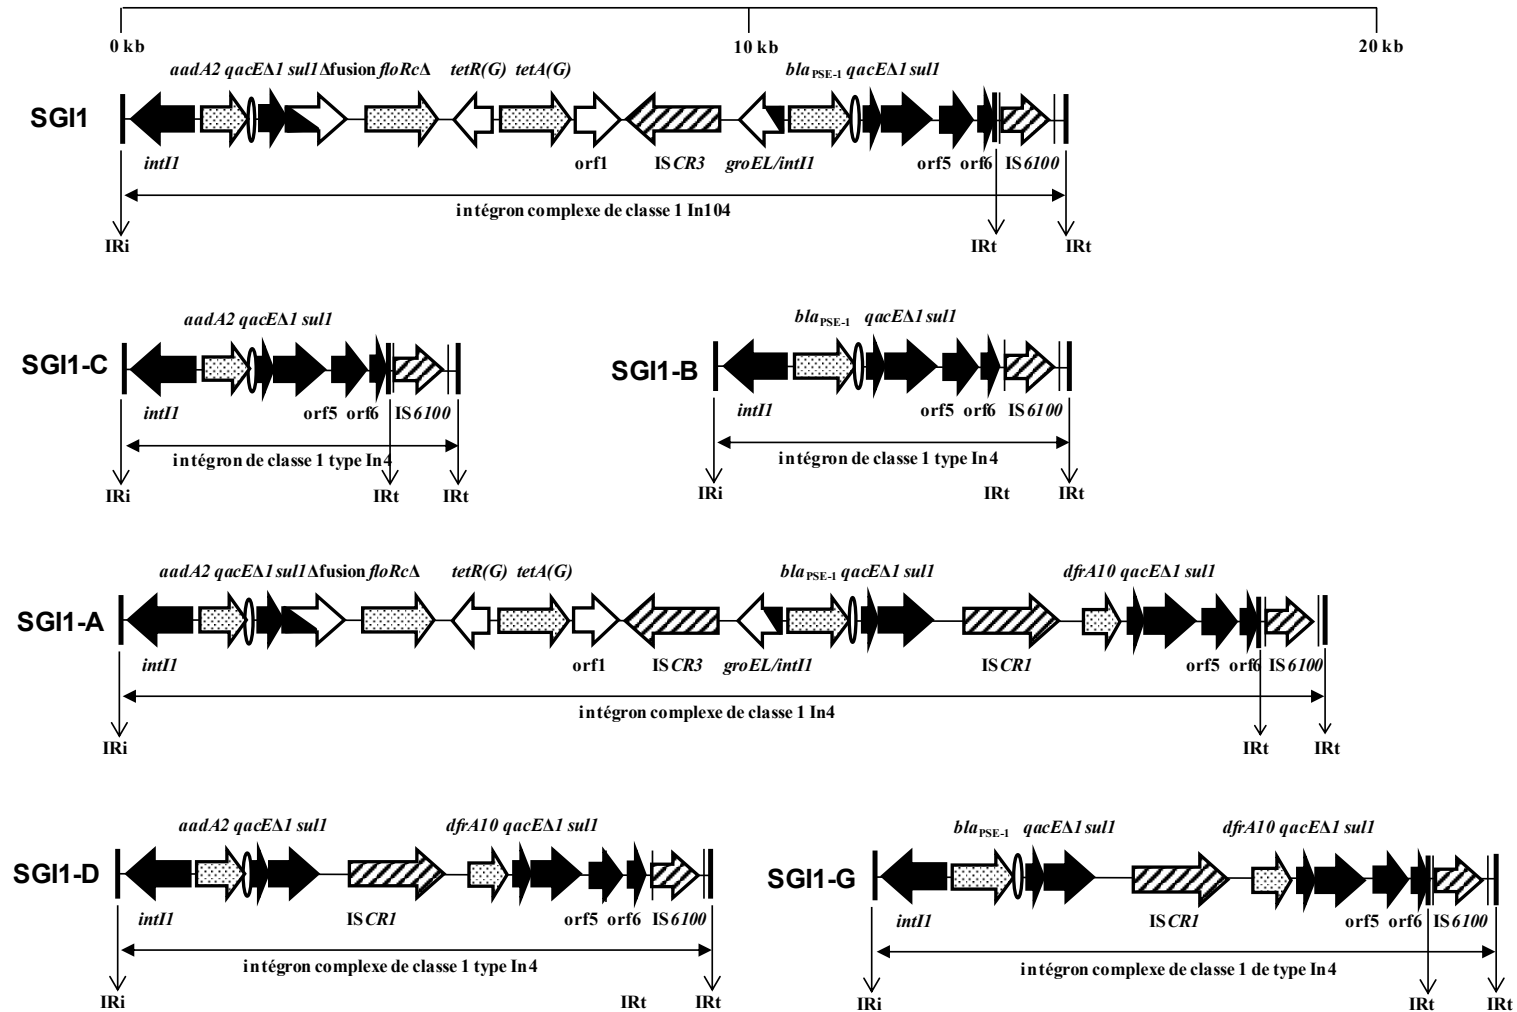 0 kb 10 kb 20 kb
aadA2 qacEΔ1 sul1 Δfusion floRcΔ tetR(G) tetA(G) blaPSE-1 qacEΔ1 sul1
SGI1
intI1 orf1 ISCR3 groEL/intI1 orf5 orf6 IS6100
intégron complexe de classe 1 In104
IRi IRt IRt
aadA2 qacEΔ1 sul1
SGI1-C
intI1 orf5 orf6 IS6100
intégron de classe 1 type In4
IRi IRt IRt
blaPSE-1 qacEΔ1 sul1
SGI1-B
intI1 orf5 orf6 IS6100
intégron de classe 1 type In4
IRi IRt IRt
aadA2 qacEΔ1 sul1 Δfusion floRcΔ tetR(G) tetA(G) blaPSE-1 qacEΔ1 sul1 dfrA10 qacEΔ1 sul1
SGI1-A
intI1 orf1 ISCR3 groEL/intI1 ISCR1 orf5 orf6 IS6100
intégron complexe de classe 1 In4
IRi IRt IRt
aadA2 qacEΔ1 sul1 dfrA10 qacEΔ1 sul1
SGI1-D
intI1 ISCR1 orf5 orf6 IS6100
intégron complexe de classe 1 type In4
IRi IRt IRt
blaPSE-1 qacEΔ1 sul1 dfrA10 qacEΔ1 sul1
SGI1-G
intI1 ISCR1 orf5 orf6 IS6100
intégron complexe de classe 1 de type In4
IRi IRt IRt